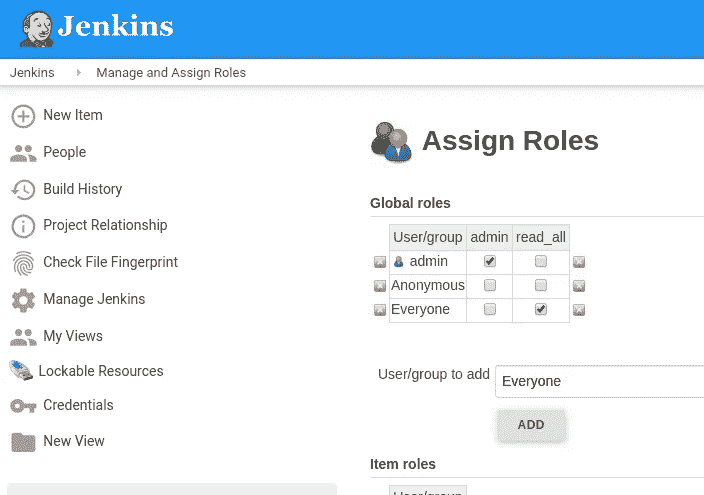 Jenkins
Jenkins Manage and Assign Roles
New Item
People
Build History
Project Relationship
Check File Fingerprint
Manage Jenkins
My Views
Lockable Resources
Credentials
New View
Assign Roles
Global roles
User/group admin read_all
admin
Anonymous
Everyone
User/group to add Everyone
ADD
Item roles
User/group